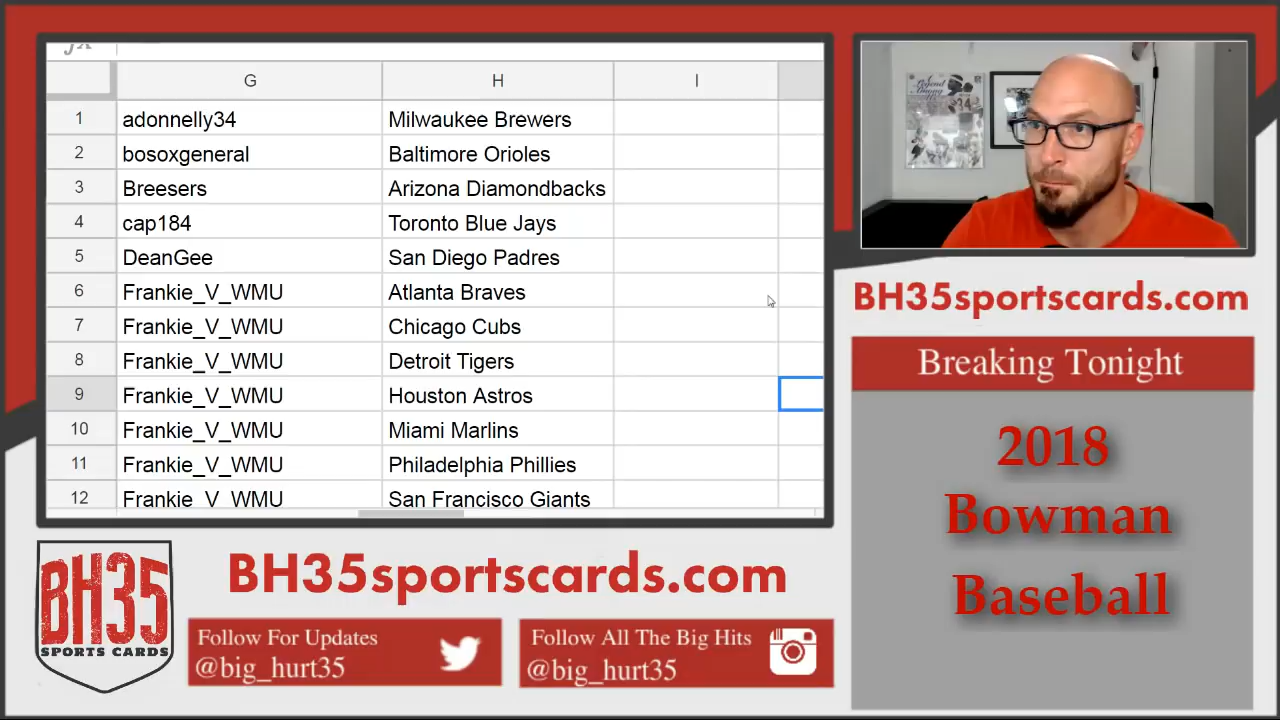 G H I
1 adonnelly34 Milwaukee Brewers
2 bosoxgeneral Baltimore Orioles
3 Breesers Arizona Diamondbacks
4 cap184 Toronto Blue Jays
5 DeanGee San Diego Padres
6 Frankie_V_WMU Atlanta Braves
7 Frankie_V_WMU Chicago Cubs
8 Frankie_V_WMU Detroit Tigers
9 Frankie_V_WMU Houston Astros
10 Frankie_V_WMU Miami Marlins
11 Frankie_V_WMU Philadelphia Phillies
12 Frankie_V_WMU San Francisco Giants
BH35sportscards.com
Breaking Tonight
2018
Bowman
Baseball
BH35
SPORTS CARDS
BH35sportscards.com
Follow For Updates
@big_hurt35
Follow All The Big Hits
@big_hurt35